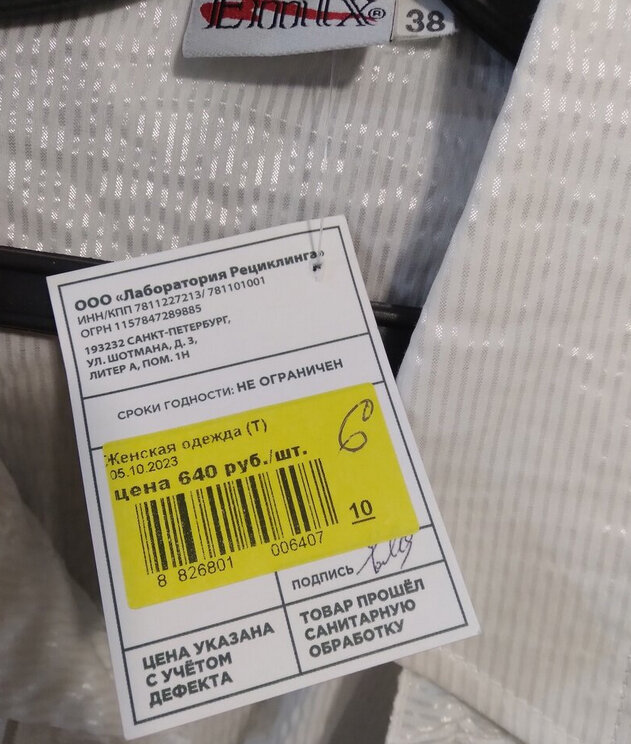 Emix®
38
ООО «Лаборатория Рециклинга»
ИНН/КПП 7811227213/ 781101001
ОГРН 1157847289885
193232 САНКТ-ПЕТЕРБУРГ,
УЛ. ШОТМАНА, Д. 3,
ЛИТЕР А, ПОМ. 1Н
СРОКИ ГОДНОСТИ: НЕ ОГРАНИЧЕН
Женская одежда (Т)
05.10.2023
цена 640 руб./шт.
6
10
8 826801 006407
ПОДПИСЬ
ЦЕНА УКАЗАНА
С УЧЁТОМ
ДЕФЕКТА
ТОВАР ПРОШЁЛ
САНИТАРНУЮ
ОБРАБОТКУ